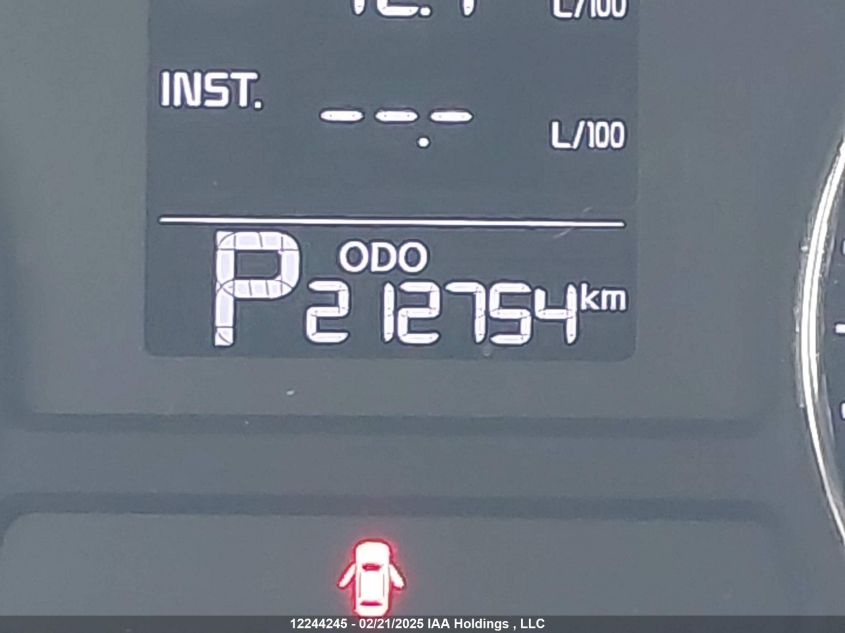 L/100
INST. --.- L/100
P ODO
212754 km
12244245 - 02/21/2025 IAA Holdings , LLC